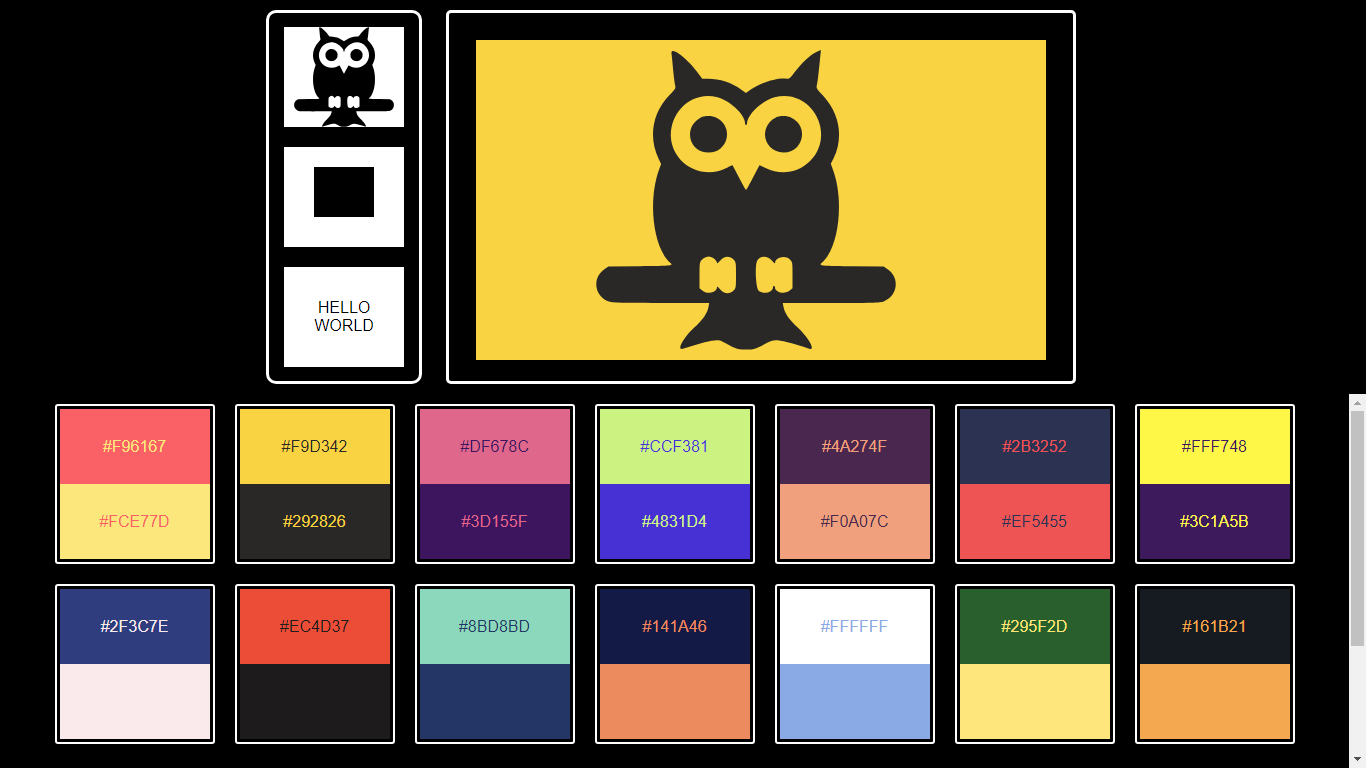 HELLO
WORLD
#F96167
#FCE77D
#F9D342
#292826
#DF678C
#3D155F
#CCF381
#4831D4
#4A274F
#F0A07C
#2B3252
#EF5455
#FFF748
#3C1A5B
#2F3C7E
#EC4D37
#8BD8BD
#141A46
#FFFFFF
#295F2D
#161B21